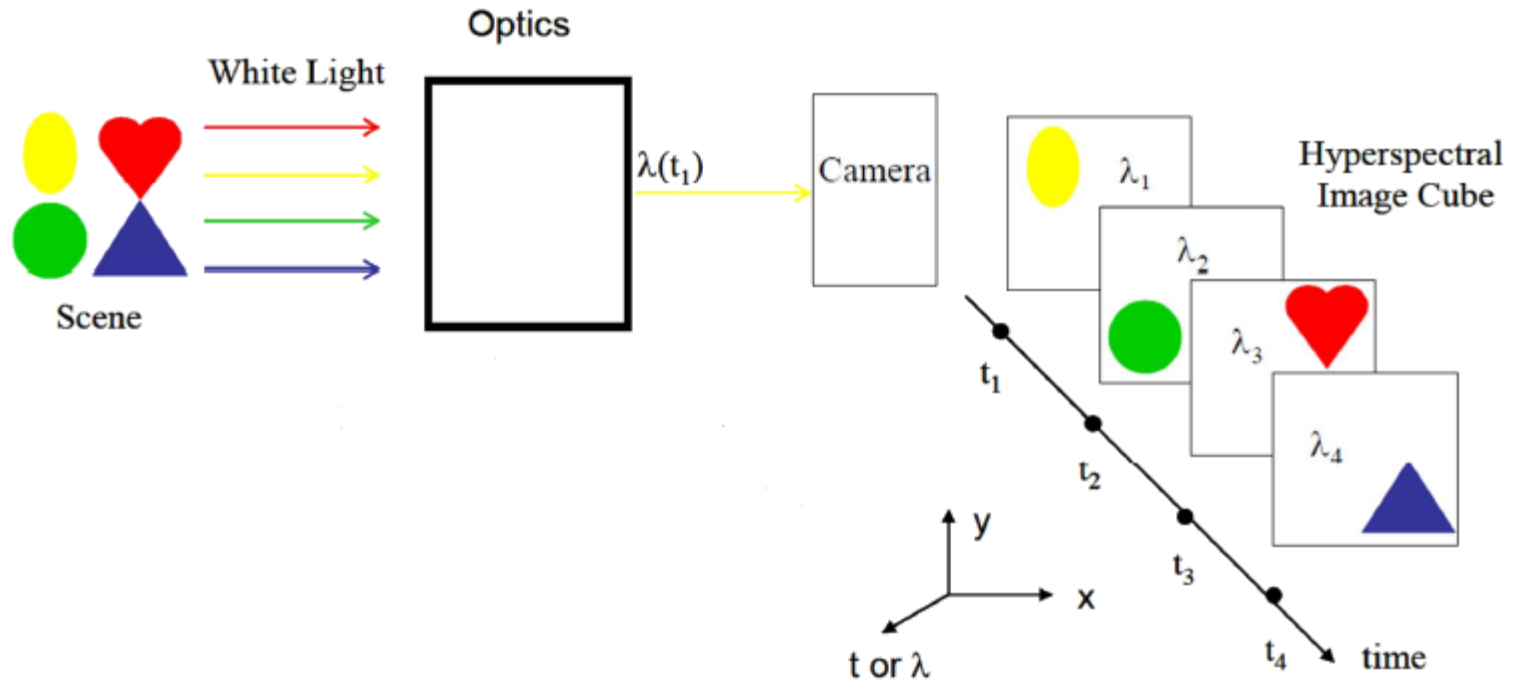 Optics
White Light
Scene
λ(t₁)
Camera
λ₁
λ₂
λ₃
λ₄
Hyperspectral
Image Cube
t₁
t₂
t₃
t₄
time
y
x
t or λ